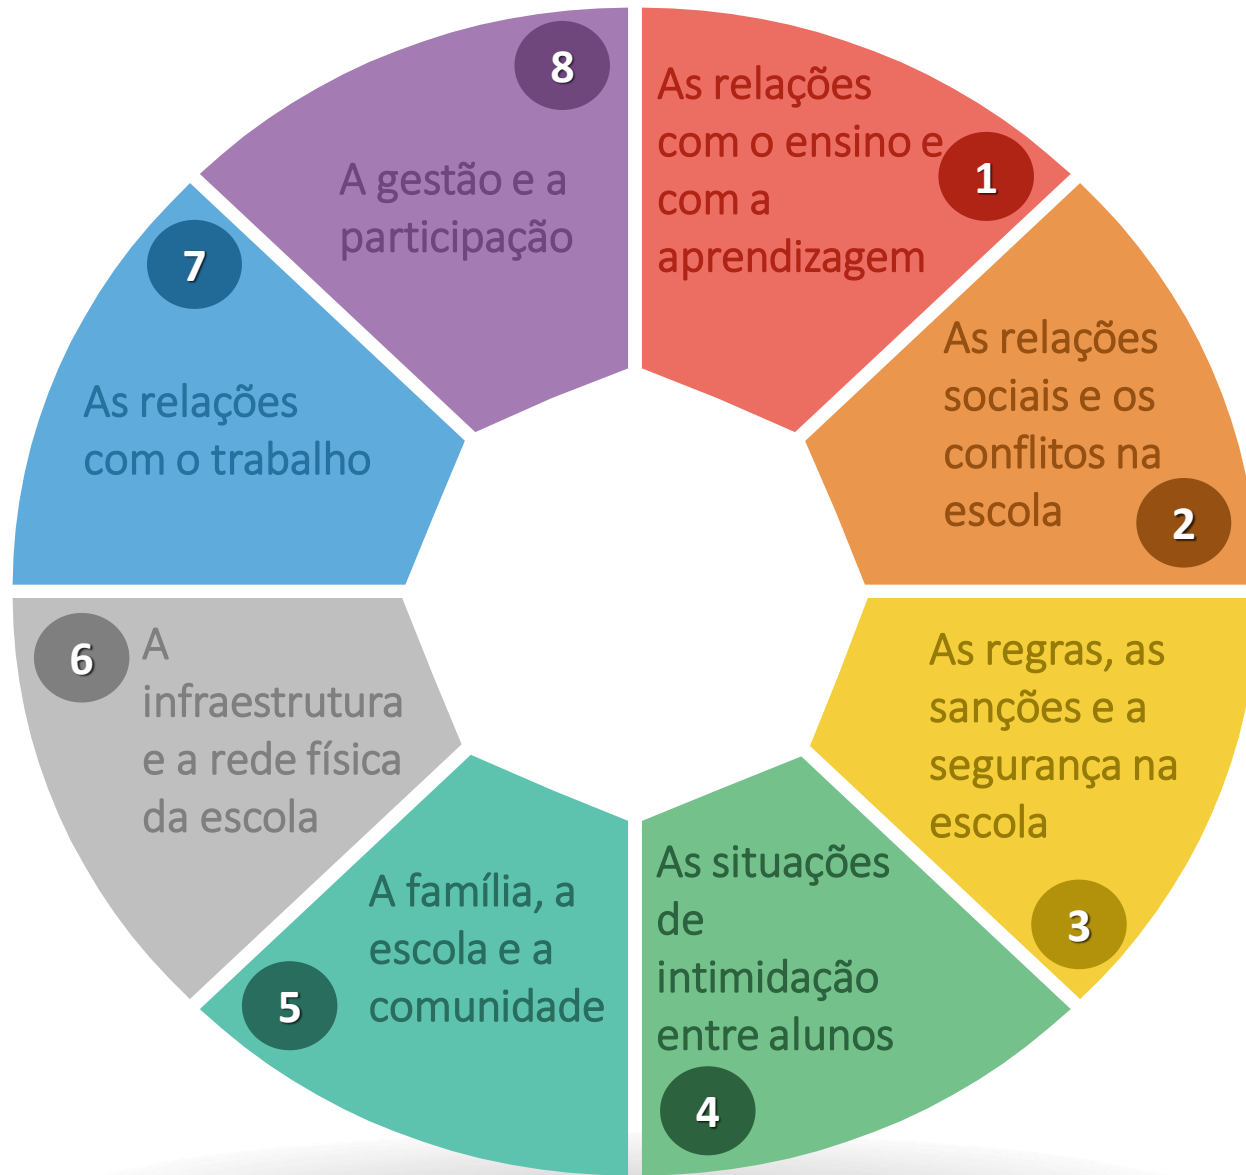 1
As relações
com o ensino e
com a
aprendizagem
2
As relações
sociais e os
conflitos na
escola
3
As regras, as
sanções e a
segurança na
escola
4
As situações
de
intimidação
entre alunos
5
A família, a
escola e a
comunidade
6
A
infraestrutura
e a rede física
da escola
7
As relações
com o trabalho
8
A gestão e a
participação